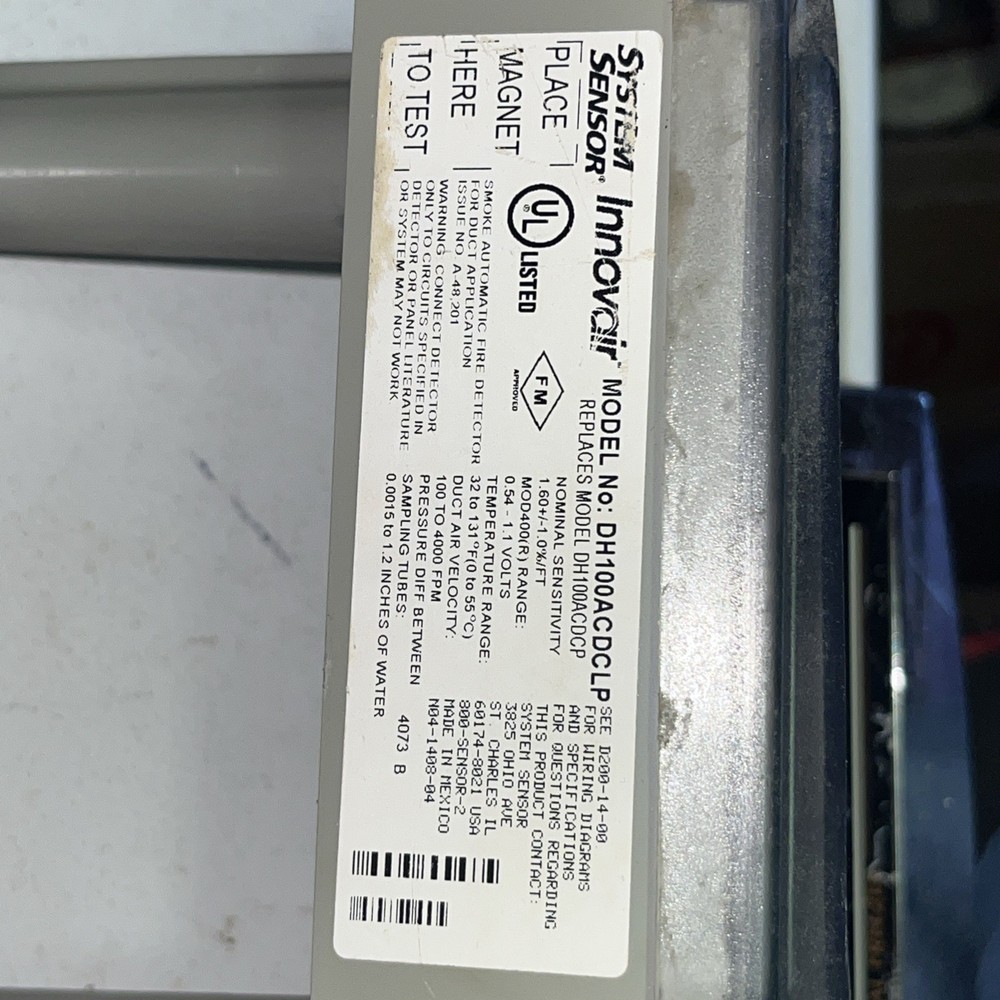 SYSTEM
SENSOR® Innovair™ MODEL No: DH100ACDCLP
REPLACES MODEL DH100ACDCP
PLACE
MAGNET
HERE
TO TEST
UL ® LISTED
FM
APPROVED
SMOKE AUTOMATIC FIRE DETECTOR
FOR DUCT APPLICATION
ISSUE NO. A-48,201
WARNING: CONNECT DETECTOR
ONLY TO CIRCUITS SPECIFIED IN
DETECTOR OR PANEL LITERATURE
OR SYSTEM MAY NOT WORK
NOMINAL SENSITIVITY
1.60+/-1.0%/FT
MOD400(R) RANGE:
0.54 - 1.1 VOLTS
TEMPERATURE RANGE:
32 to 131°F(0 to 55°C)
DUCT AIR VELOCITY:
100 TO 4000 FPM
PRESSURE DIFF BETWEEN
SAMPLING TUBES:
0.0015 to 1.2 INCHES OF WATER
4073 B
SEE D200-14-00
FOR WIRING DIAGRAMS
AND SPECIFICATIONS
FOR QUESTIONS REGARDING
THIS PRODUCT CONTACT:
SYSTEM SENSOR
3825 OHIO AVE
ST. CHARLES IL
60174-8021 USA
800-SENSOR-2
MADE IN MEXICO
N04-1408-04